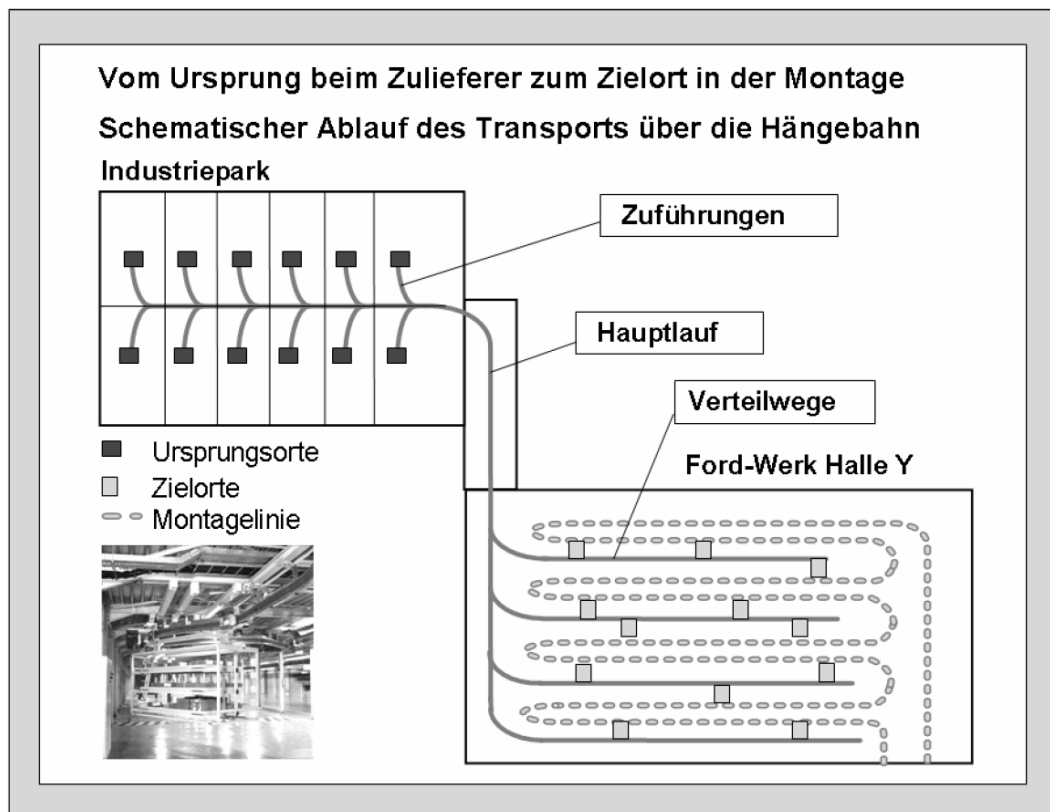 Vom Ursprung beim Zulieferer zum Zielort in der Montage
Schematischer Ablauf des Transports über die Hängebahn
Industriepark
Zuführungen
Hauptlauf
Verteilwege
Ursprungsorte
Ford-Werk Halle Y
Zielorte
Montagelinie